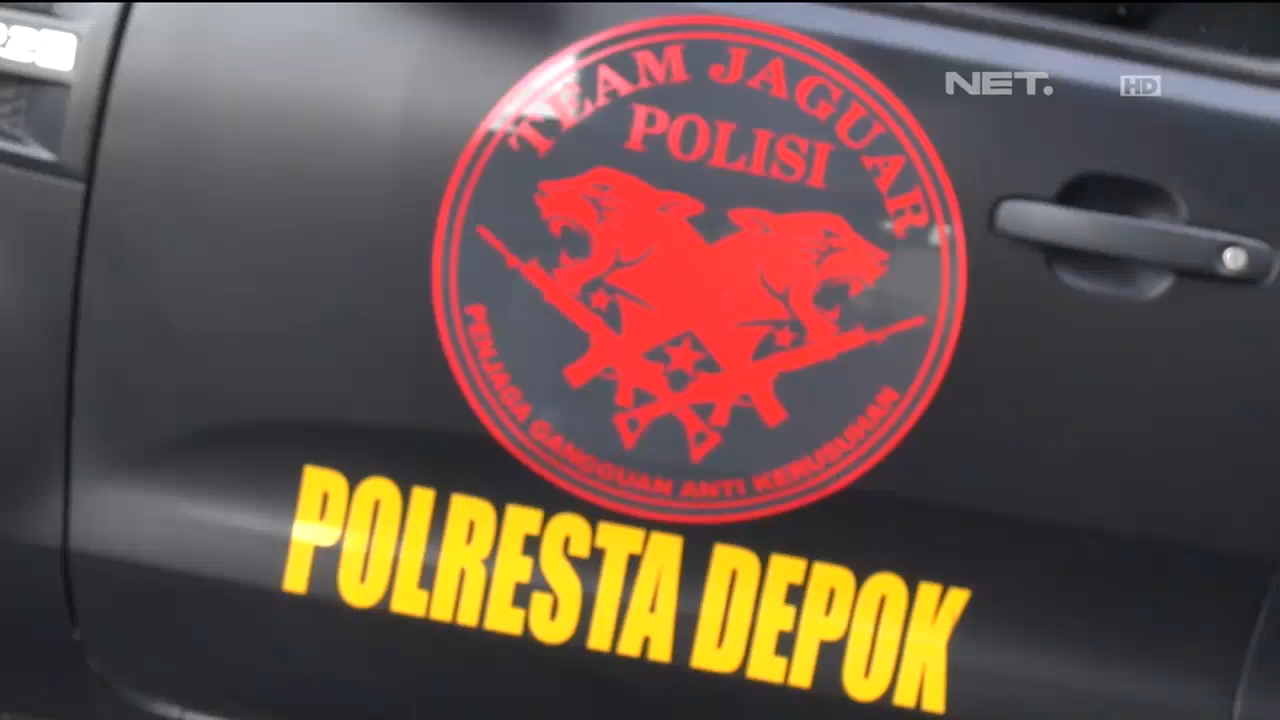 TEAM JAGUAR
POLISI
PENJAGA GANGGUAN ANTI KERUSUHAN
POLRESTA DEPOK
NET.
HD